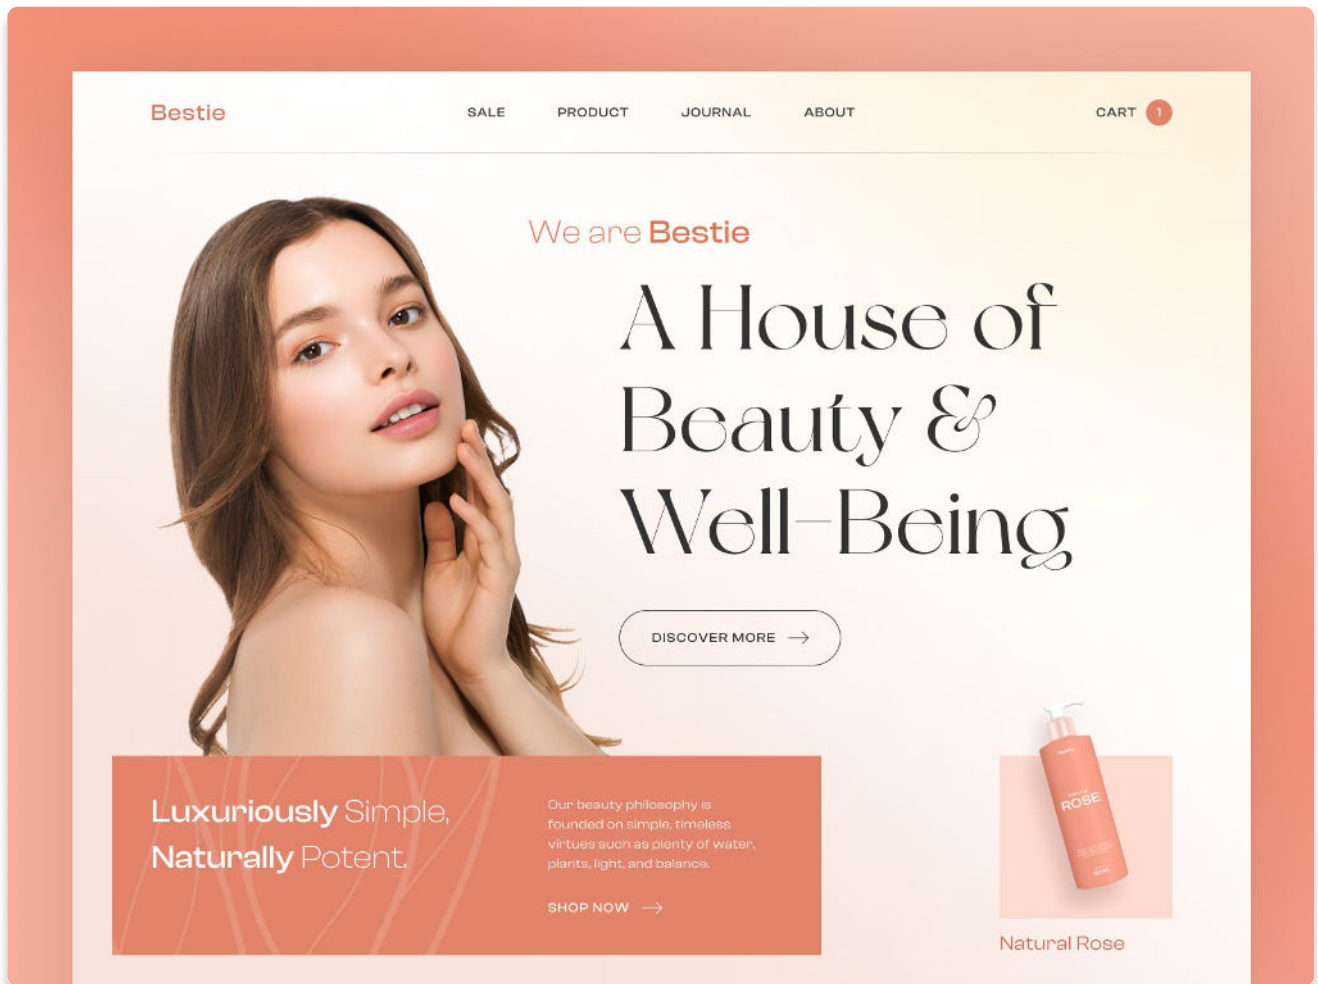 Bestie
SALE
PRODUCT
JOURNAL
ABOUT
CART
1
We are Bestie
A House of
Beauty &
Well-Being
DISCOVER MORE
Luxuriously Simple,
Naturally Potent.
Our beauty philosophy is
founded on simple, timeless
virtues such as plenty of water,
plants, light, and balance.
SHOP NOW
ROSE
Natural Rose